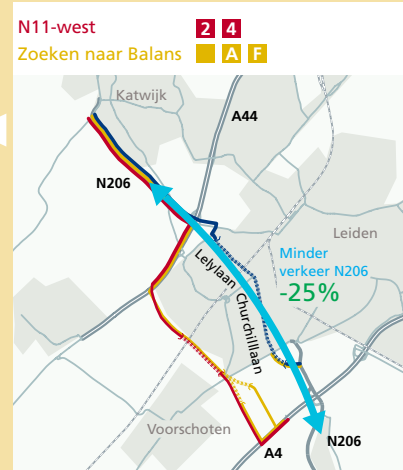 N11-west 2 4
Zoeken naar Balans A F
Katwijk
A44
N206
Leiden
Lelylaan
Churchilllaan
Minder
verkeer N206
-25%
Voorschoten
A4
N206